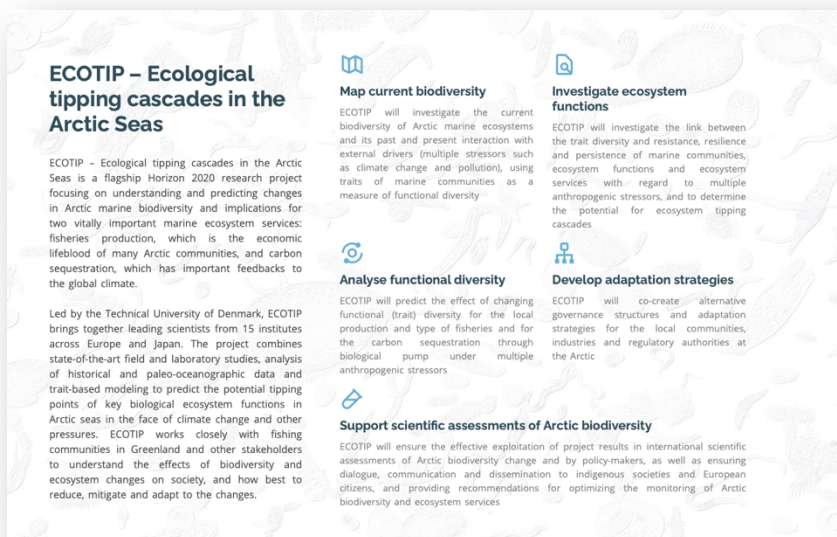 ECOTIP – Ecological
tipping cascades in the
Arctic Seas
ECOTIP – Ecological tipping cascades in the Arctic
Seas is a flagship Horizon 2020 research project
focusing on understanding and predicting changes
in Arctic marine biodiversity and implications for
two vitally important marine ecosystem services:
fisheries production, which is the economic
lifeblood of many Arctic communities, and carbon
sequestration, which has important feedbacks to
the global climate.
Led by the Technical University of Denmark, ECOTIP
brings together leading scientists from 15 institutes
across Europe and Japan. The project combines
state-of-the-art field and laboratory studies, analysis
of historical and paleo-oceanographic data and
trait-based modeling to predict the potential tipping
points of key biological ecosystem functions in
Arctic seas in the face of climate change and other
pressures. ECOTIP works closely with fishing
communities in Greenland and other stakeholders
to understand the effects of biodiversity and
ecosystem changes on society, and how best to
reduce, mitigate and adapt to the changes.
Map current biodiversity
ECOTIP will investigate the current
biodiversity of Arctic marine ecosystems
and its past and present interaction with
external drivers (multiple stressors such
as climate change and pollution), using
traits of marine communities as a
measure of functional diversity
Investigate ecosystem
functions
ECOTIP will investigate the link between
the trait diversity and resistance, resilience
and persistence of marine communities,
ecosystem functions and ecosystem
services with regard to multiple
anthropogenic stressors, and to determine
the potential for ecosystem tipping
cascades
Analyse functional diversity
ECOTIP will predict the effect of changing
functional (trait) diversity for the local
production and type of fisheries and for
the carbon sequestration through
biological pump under multiple
anthropogenic stressors
Develop adaptation strategies
ECOTIP will co-create alternative
governance structures and adaptation
strategies for the local communities,
industries and regulatory authorities at
the Arctic
Support scientific assessments of Arctic biodiversity
ECOTIP will ensure the effective exploitation of project results in international scientific
assessments of Arctic biodiversity change and by policy-makers, as well as ensuring
dialogue, communication and dissemination to indigenous societies and European
citizens, and providing recommendations for optimizing the monitoring of Arctic
biodiversity and ecosystem services